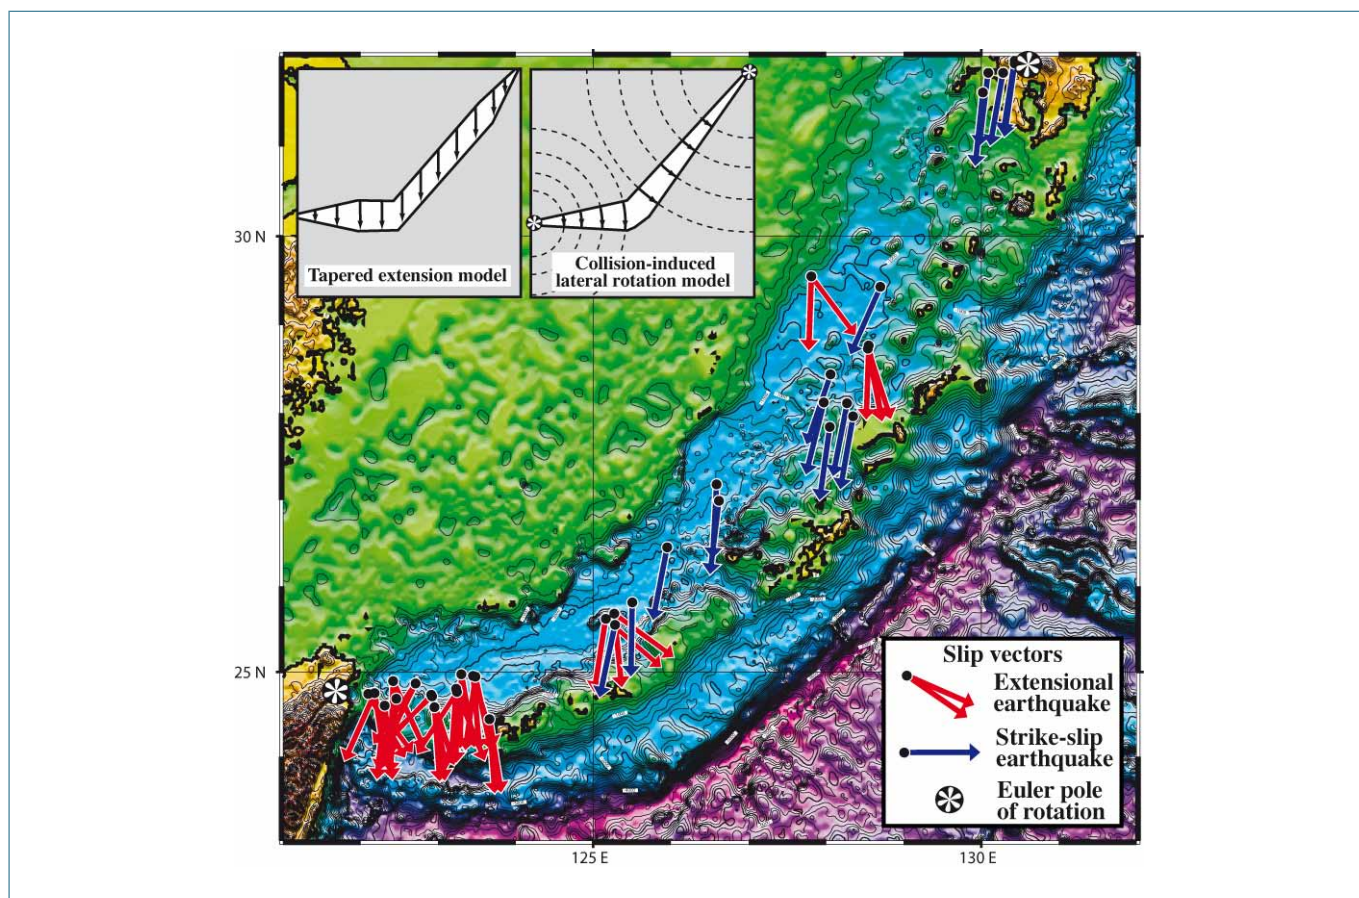 Tapered extension model
Collision-induced
lateral rotation model
30 N
25 N
Slip vectors
Extensional
earthquake
Strike-slip
earthquake
Euler pole
of rotation
125 E
130 E